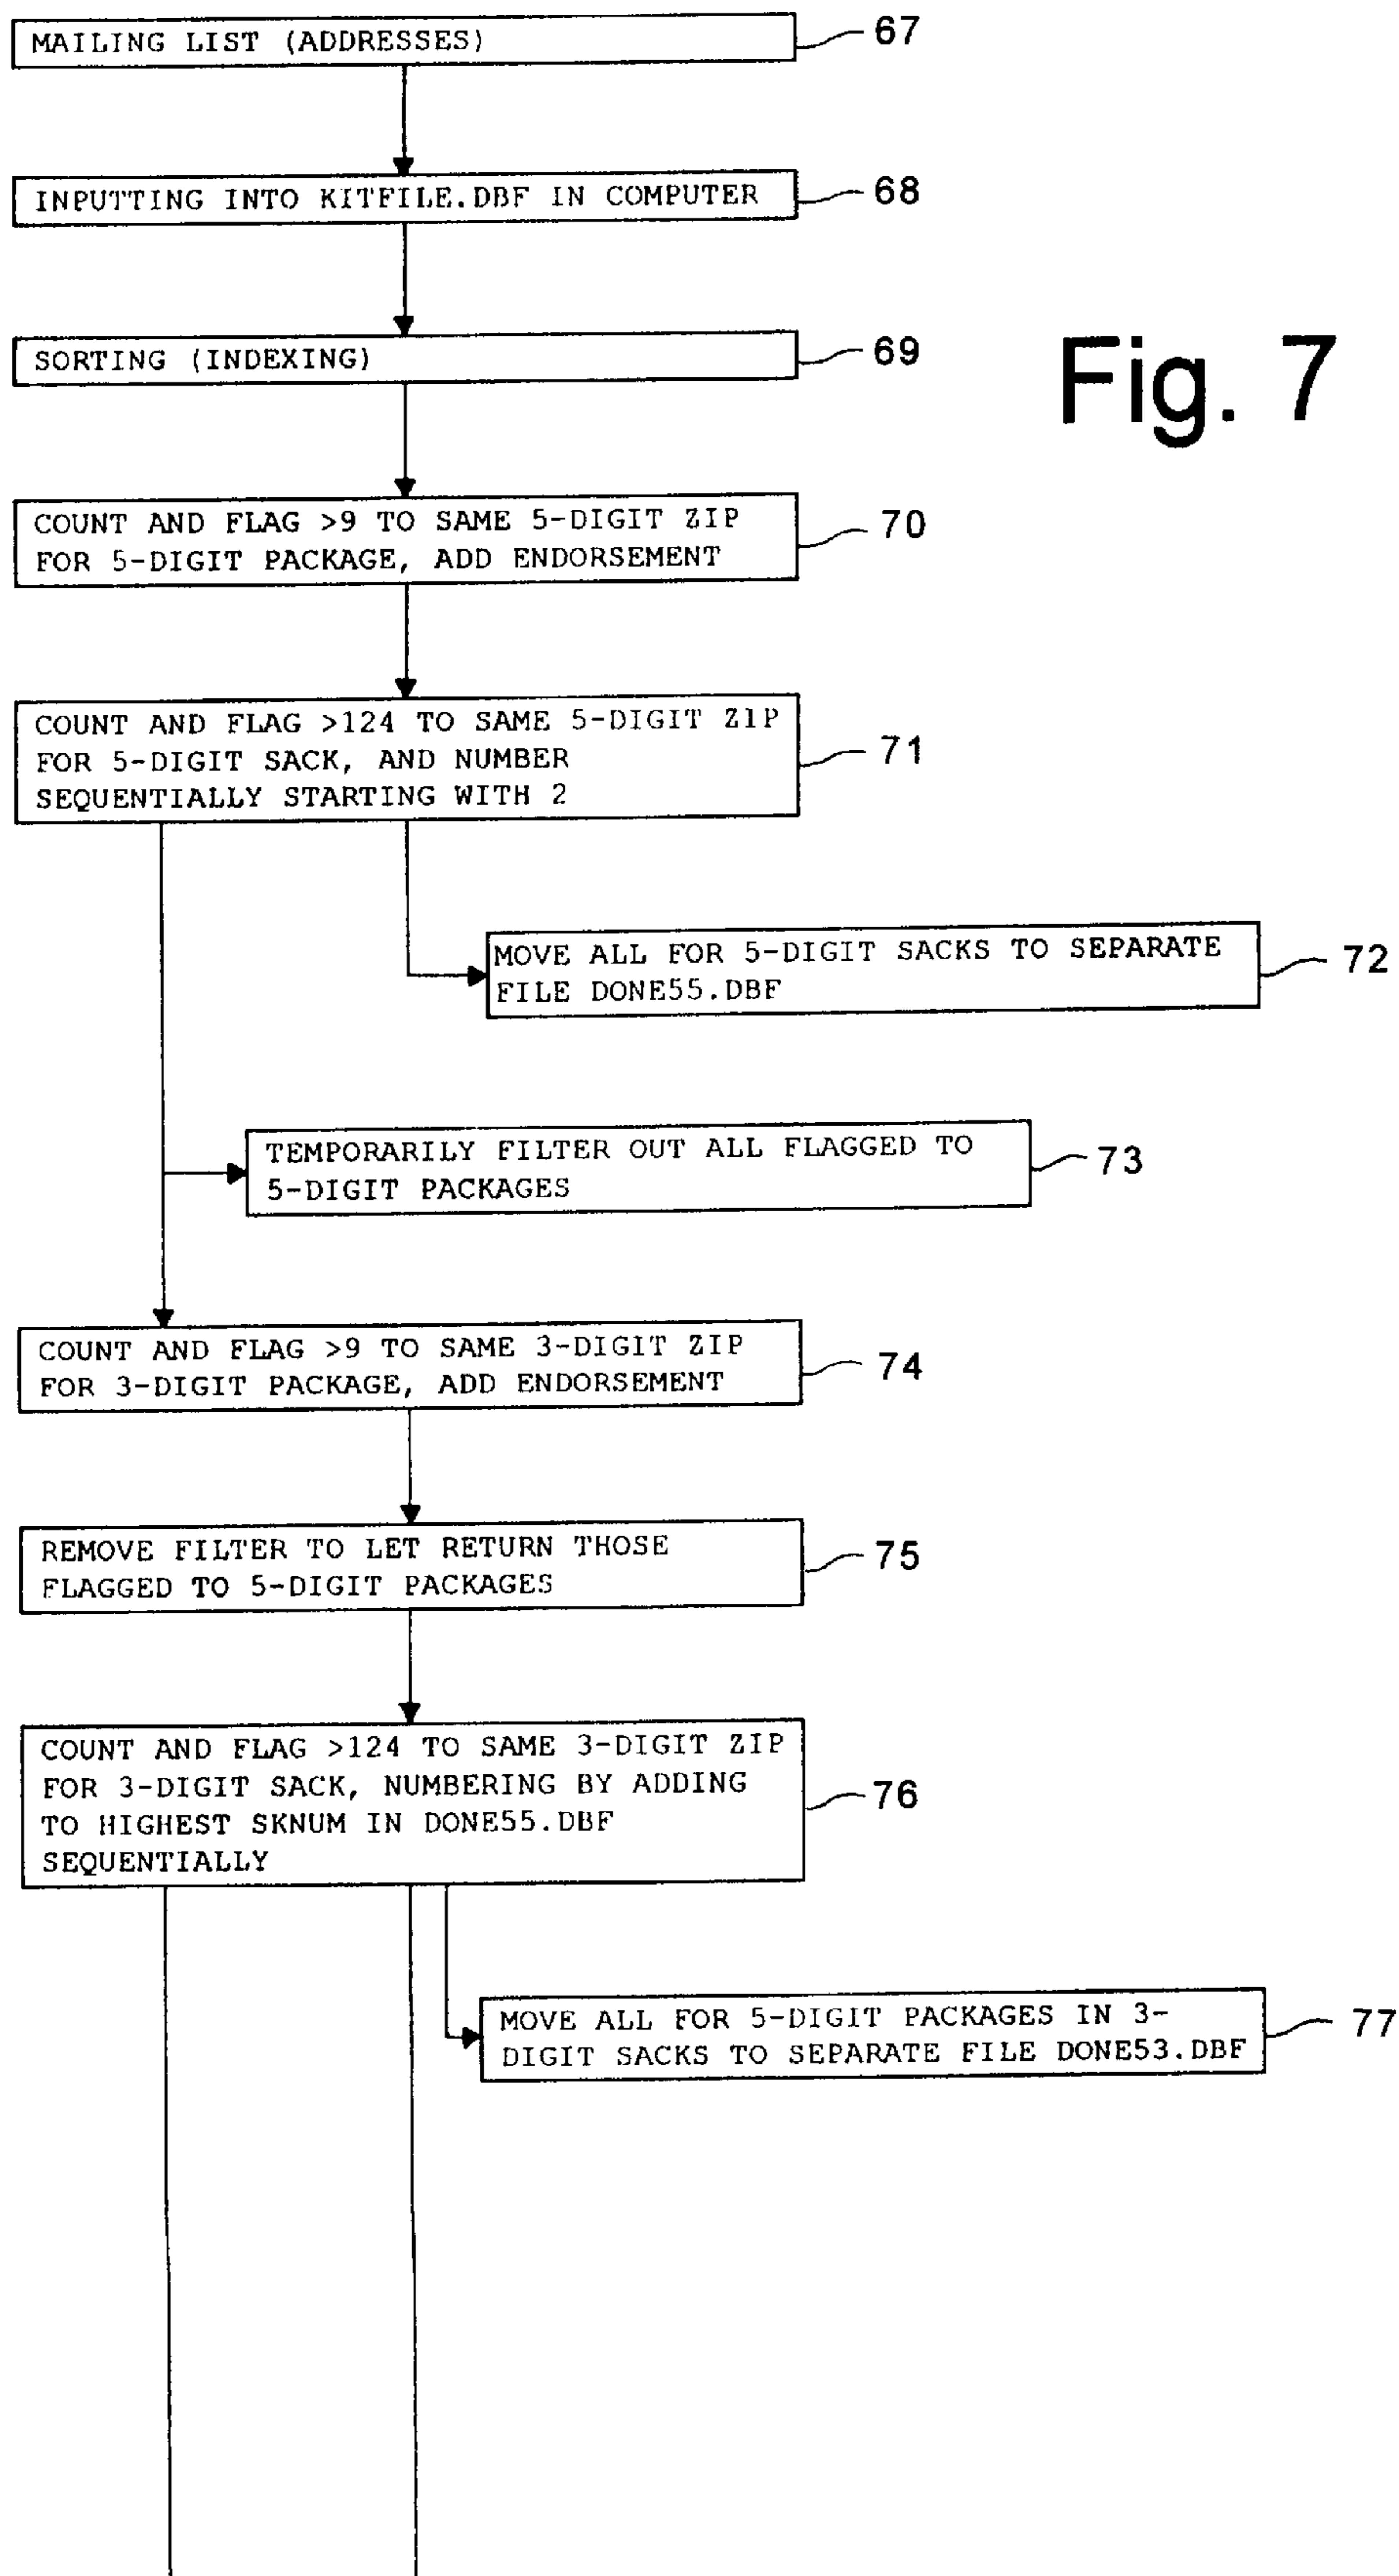 MAILING LIST (ADDRESSES)
67
INPUTTING INTO KITFILE.DBF IN COMPUTER
68
SORTING (INDEXING)
69
Fig. 7
COUNT AND FLAG >9 TO SAME 5-DIGIT ZIP
FOR 5-DIGIT PACKAGE, ADD ENDORSEMENT
70
COUNT AND FLAG >124 TO SAME 5-DIGIT ZIP
FOR 5-DIGIT SACK, AND NUMBER
SEQUENTIALLY STARTING WITH 2
71
MOVE ALL FOR 5-DIGIT SACKS TO SEPARATE
FILE DONE55.DBF
72
TEMPORARILY FILTER OUT ALL FLAGGED TO
5-DIGIT PACKAGES
73
COUNT AND FLAG >9 TO SAME 3-DIGIT ZIP
FOR 3-DIGIT PACKAGE, ADD ENDORSEMENT
74
REMOVE FILTER TO LET RETURN THOSE
FLAGGED TO 5-DIGIT PACKAGES
75
COUNT AND FLAG >124 TO SAME 3-DIGIT ZIP
FOR 3-DIGIT SACK, NUMBERING BY ADDING
TO HIGHEST SKNUM IN DONE55.DBF
SEQUENTIALLY
76
MOVE ALL FOR 5-DIGIT PACKAGES IN 3-
DIGIT SACKS TO SEPARATE FILE DONE53.DBF
77